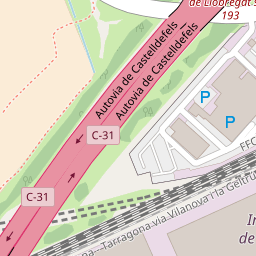 de Llobregat s
193
Autovia de Castelldefels
Autovia de Castelldefels
C-31
P
P
FFC
C-31
na - Tarragona via Vilanova i la Geltrú
In
de